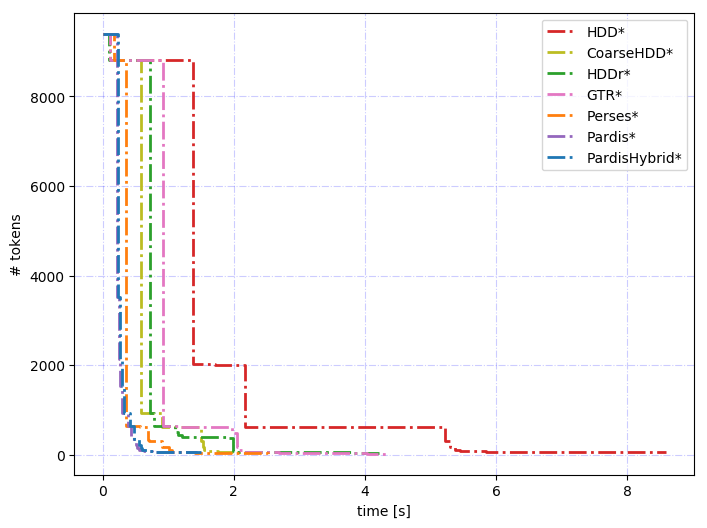 HDD*
CoarseHDD*
HDDr*
GTR*
Perses*
Pardis*
PardisHybrid*
# tokens
8000
6000
4000
2000
0
0 2 4 6 8
time [s]